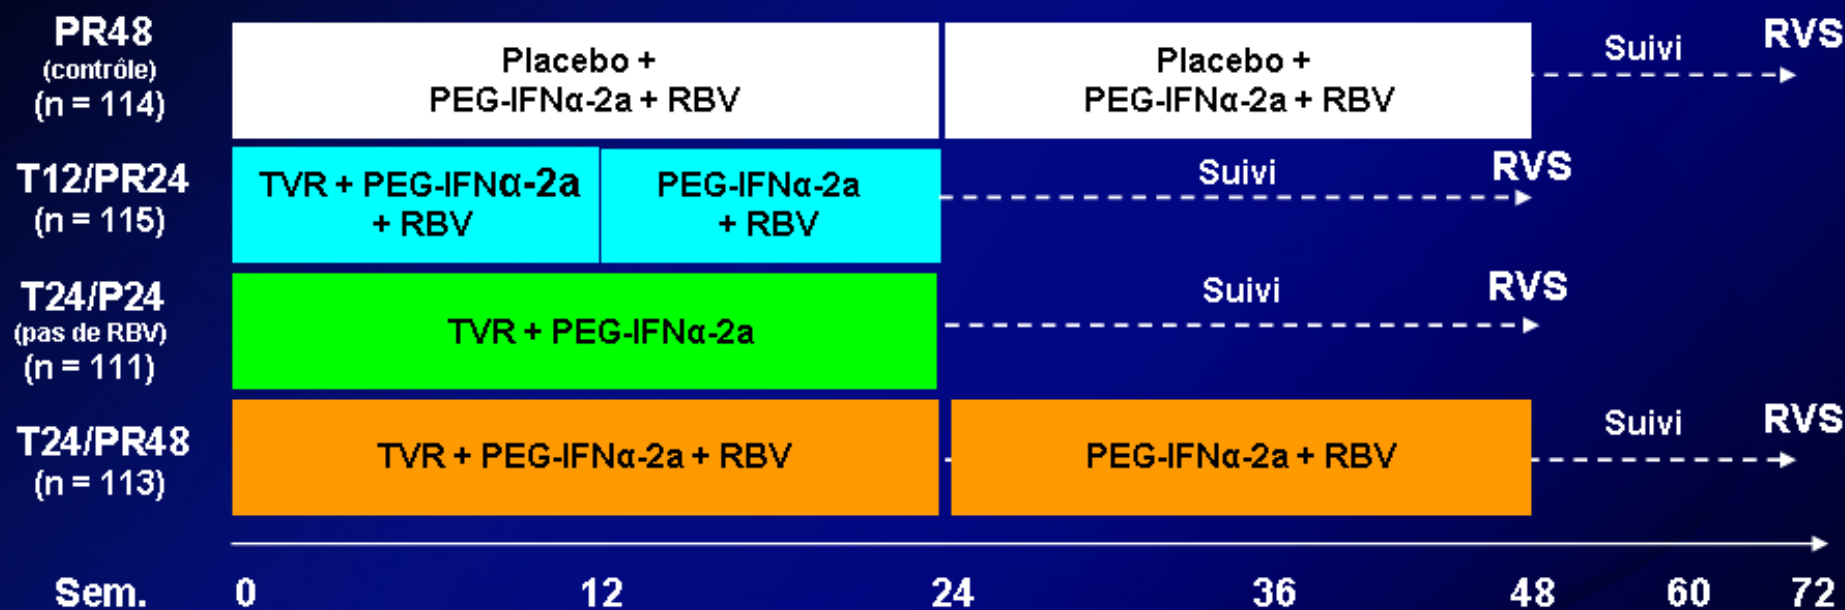 PR48
(contrôle)
(n = 114)
Placebo +
PEG-IFNα-2a + RBV
Placebo +
PEG-IFNα-2a + RBV
Suivi
RVS
T12/PR24
(n = 115)
TVR + PEG-IFNα-2a
+ RBV
PEG-IFNα-2a
+ RBV
Suivi
RVS
T24/P24
(pas de RBV)
(n = 111)
TVR + PEG-IFNα-2a
Suivi
RVS
T24/PR48
(n = 113)
TVR + PEG-IFNα-2a + RBV
PEG-IFNα-2a + RBV
Suivi
RVS
Sem. 0 12 24 36 48 60 72